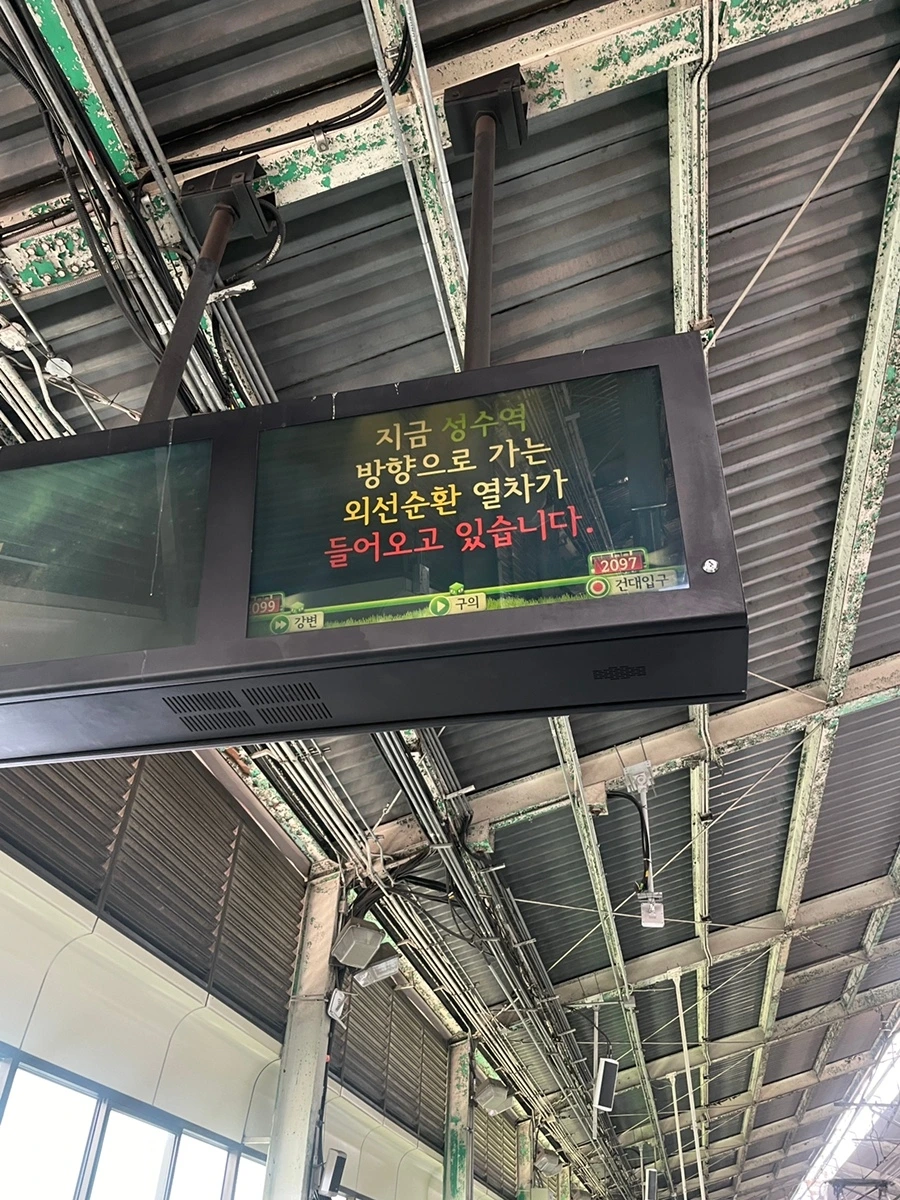 지금 성수역
방향으로 가는
외선순환 열차가
들어오고 있습니다.
2097
099
강변
구의
건대입구